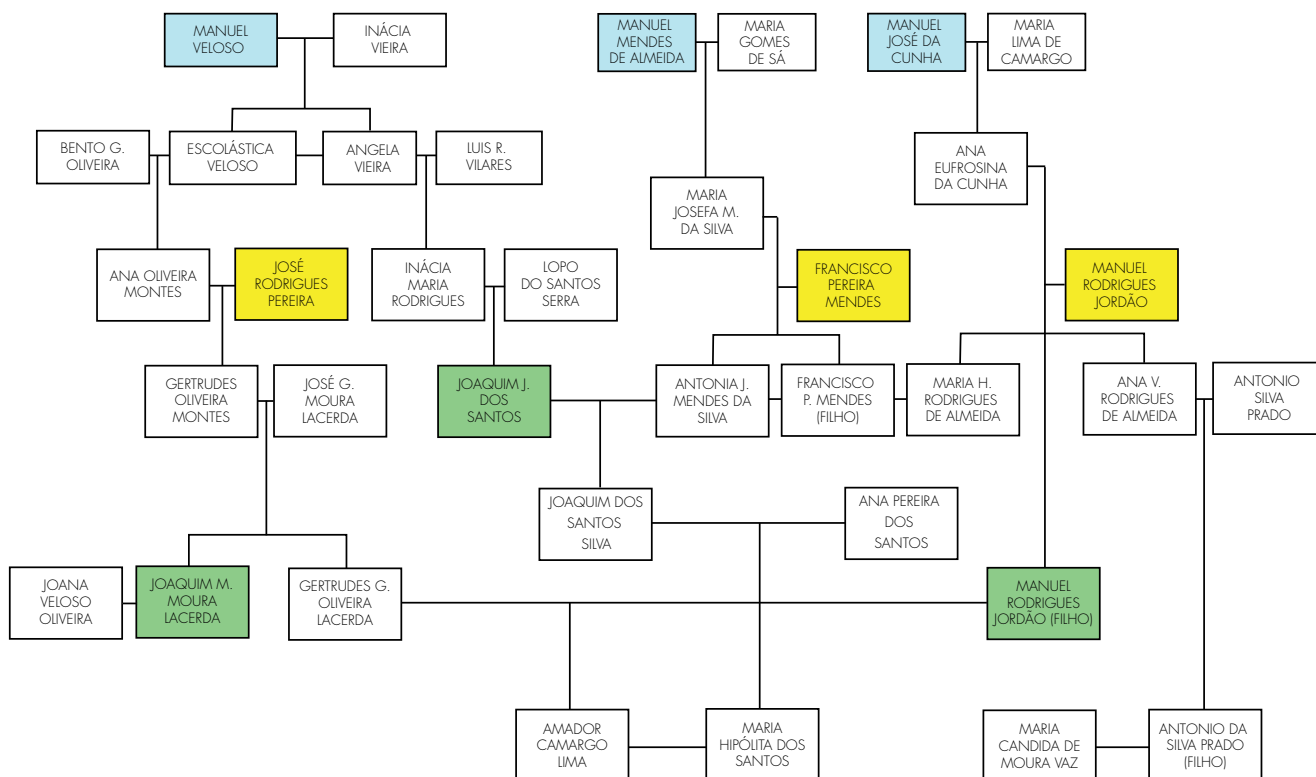 MANUEL
VELOSO
INÁCIA
VIEIRA
MANUEL
MENDES
DE ALMEIDA
MARIA
GOMES
DE SÁ
MANUEL
JOSÉ DA
CUNHA
MARIA
LIMA DE
CAMARGO
BENTO G.
OLIVEIRA
ESCOLÁSTICA
VELOSO
ANGELA
VIEIRA
LUIS R.
VILARES
ANA
EUFROSINA
DA CUNHA
MARIA
JOSEFA M.
DA SILVA
ANA OLIVEIRA
MONTES
JOSÉ
RODRIGUES
PEREIRA
INÁCIA
MARIA
RODRIGUES
LOPO
DO SANTOS
SERRA
FRANCISCO
PEREIRA
MENDES
MANUEL
RODRIGUES
JORDÃO
GERTRUDES
OLIVEIRA
MONTES
JOSÉ G.
MOURA
LACERDA
JOAQUIM J.
DOS
SANTOS
ANTONIA J.
MENDES DA
SILVA
FRANCISCO
P. MENDES
(FILHO)
MARIA H.
RODRIGUES
DE ALMEIDA
ANA V.
RODRIGUES
DE ALMEIDA
ANTONIO
SILVA
PRADO
JOAQUIM DOS
SANTOS
SILVA
ANA PEREIRA
DOS
SANTOS
JOANA
VELOSO
OLIVEIRA
JOAQUIM M.
MOURA
LACERDA
GERTRUDES G.
OLIVEIRA
LACERDA
MANUEL
RODRIGUES
JORDÃO (FILHO)
AMADOR
CAMARGO
LIMA
MARIA
HIPÓLITA DOS
SANTOS
MARIA
CANDIDA DE
MOURA VAZ
ANTONIO DA
SILVA PRADO
(FILHO)